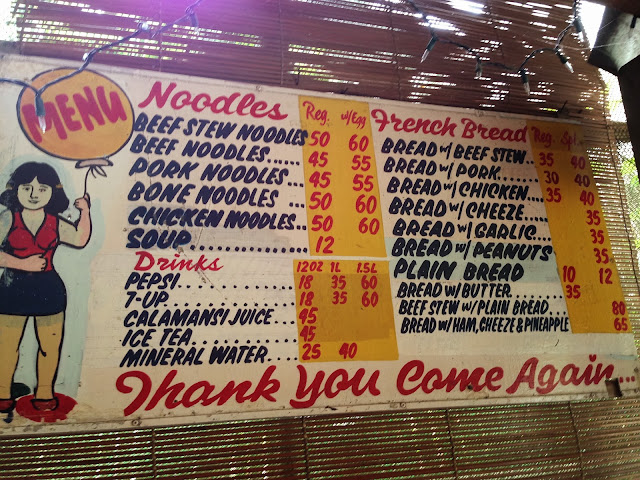 MENU
Noodles Reg. w/Egg
BEEF STEW NOODLES 50 60
BEEF NOODLES...... 45 55
PORK NOODLES... 45 55
BONE NOODLES 50 60
CHICKEN NOODLES... 50 60
SOUP............... 12
Drinks 12OZ 1L 1.5L
PEPSI............... 18 35 60
7-UP............... 18 35 60
CALAMANSI JUICE.... 45
ICE TEA............ 45
MINERAL WATER... 25 40
French Bread Reg. Spl.
BREAD w/ BEEF STEW.. 35 40
BREAD w/ PORK...... 30 40
BREAD w/ CHICKEN.... 35 40
BREAD w/ CHEEZE..... 35
BREAD w/ GARLIC.... 35
BREAD w/ PEANUTS 35
PLAIN BREAD 10 12
BREAD w/ BUTTER...... 35
BEEF STEW w/ PLAIN BREAD. 80
BREAD w/ HAM, CHEEZE & PINEAPPLE 65
Thank You Come Again...